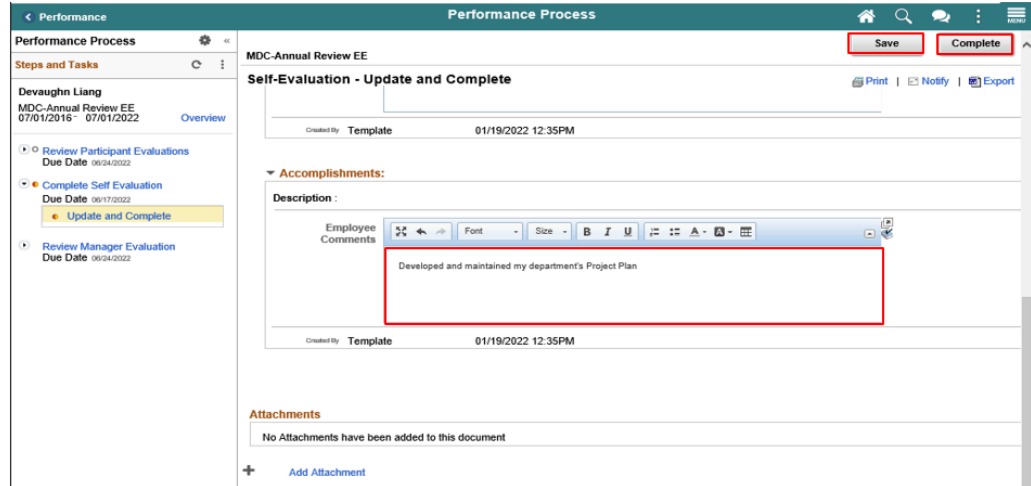 Performance
Performance Process
MENU
Performance Process
Steps and Tasks
Devaughn Liang
MDC-Annual Review EE
07/01/2016 - 07/01/2022
Overview
Review Participant Evaluations
Due Date 06/24/2022
Complete Self Evaluation
Due Date 06/17/2022
Update and Complete
Review Manager Evaluation
Due Date 06/24/2022
Save
Complete
MDC-Annual Review EE
Self-Evaluation - Update and Complete
Print | Notify | Export
Created By Template 01/19/2022 12:35PM
Accomplishments:
Description :
Employee
Comments
Font Size B I U A A
Developed and maintained my department's Project Plan
Created By Template 01/19/2022 12:35PM
Attachments
No Attachments have been added to this document
Add Attachment